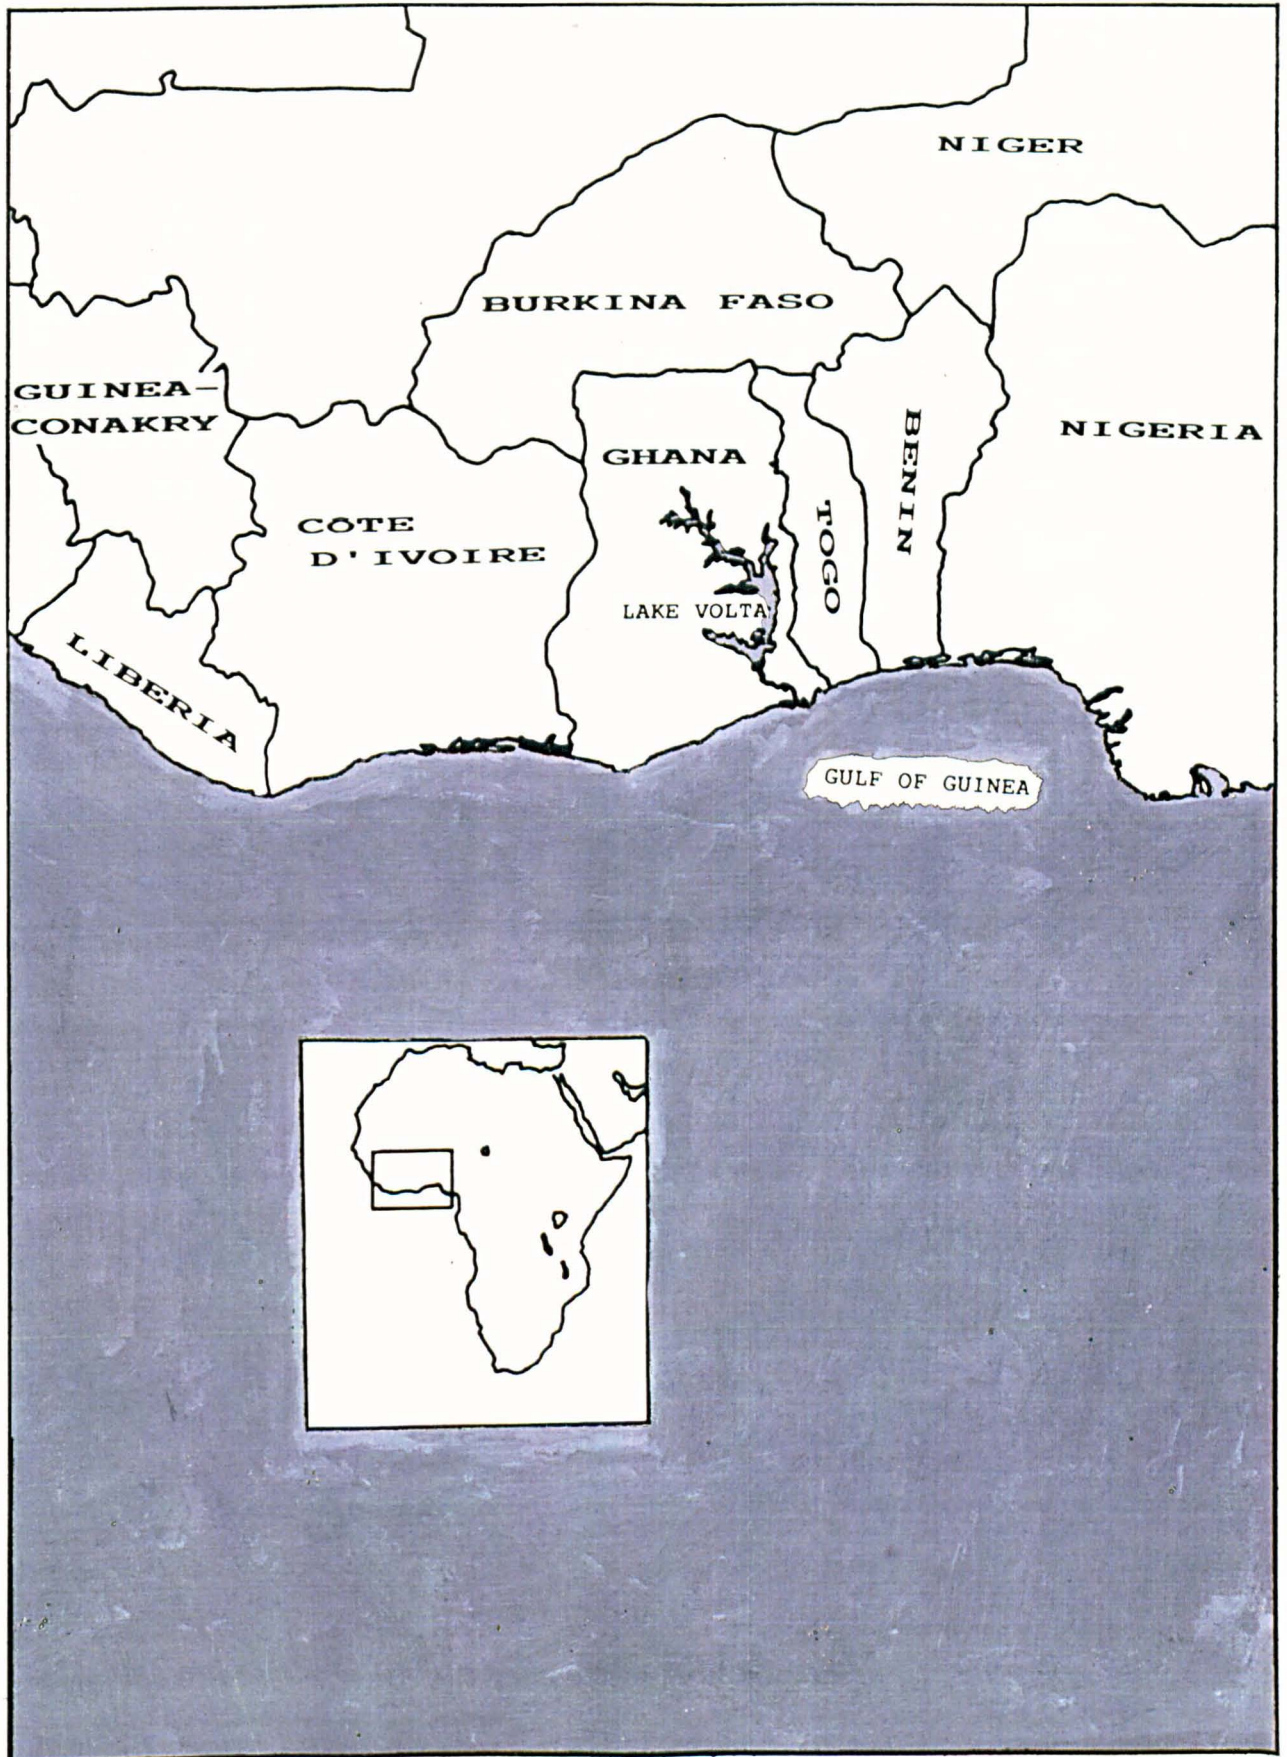 NIGER
BURKINA FASO
GUINEA-
CONAKRY
NIGERIA
GHANA
BENIN
CÔTE
D'IVOIRE
TOGO
LAKE VOLTA
LIBERIA
GULF OF GUINEA